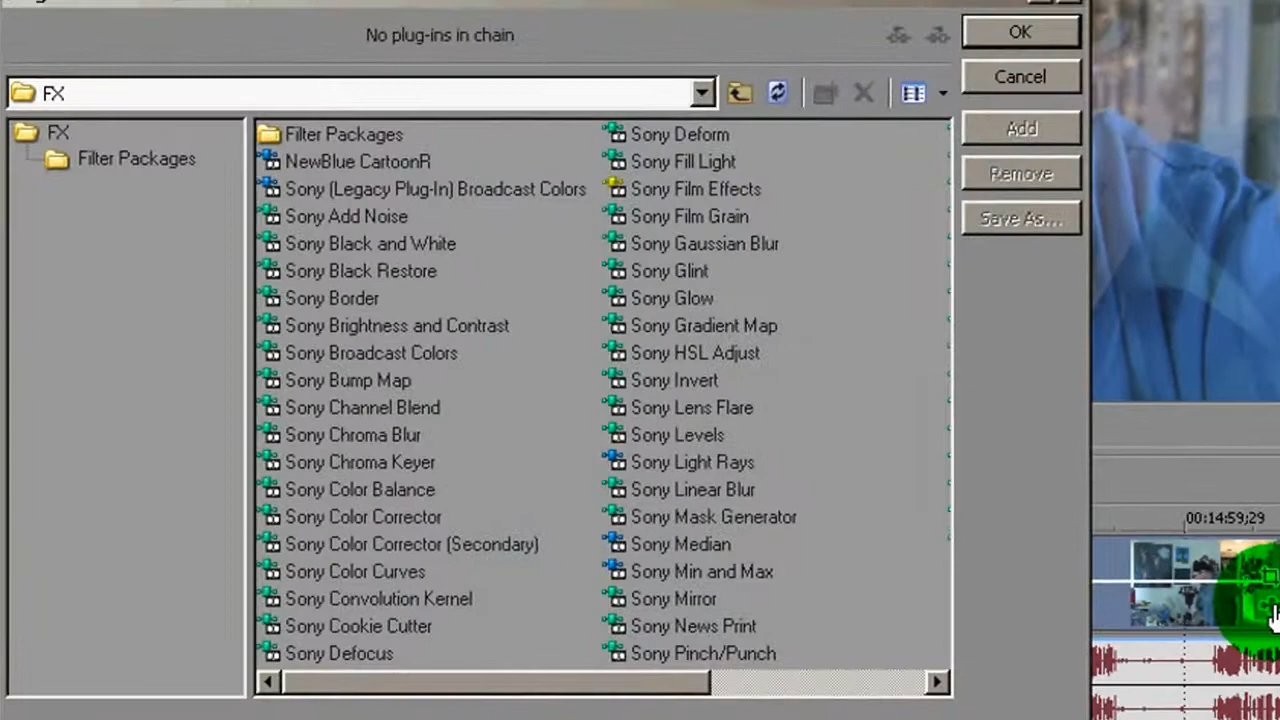 No plug-ins in chain
OK
FX
Cancel
FX
Filter Packages
Filter Packages
NewBlue CartoonR
Sony (Legacy Plug-In) Broadcast Colors
Sony Add Noise
Sony Black and White
Sony Black Restore
Sony Border
Sony Brightness and Contrast
Sony Broadcast Colors
Sony Bump Map
Sony Channel Blend
Sony Chroma Blur
Sony Chroma Keyer
Sony Color Balance
Sony Color Corrector
Sony Color Corrector (Secondary)
Sony Color Curves
Sony Convolution Kernel
Sony Cookie Cutter
Sony Defocus
Sony Deform
Sony Fill Light
Sony Film Effects
Sony Film Grain
Sony Gaussian Blur
Sony Glint
Sony Glow
Sony Gradient Map
Sony HSL Adjust
Sony Invert
Sony Lens Flare
Sony Levels
Sony Light Rays
Sony Linear Blur
Sony Mask Generator
Sony Median
Sony Min and Max
Sony Mirror
Sony News Print
Sony Pinch/Punch
Add
Remove
Save As...
00:14:59;29